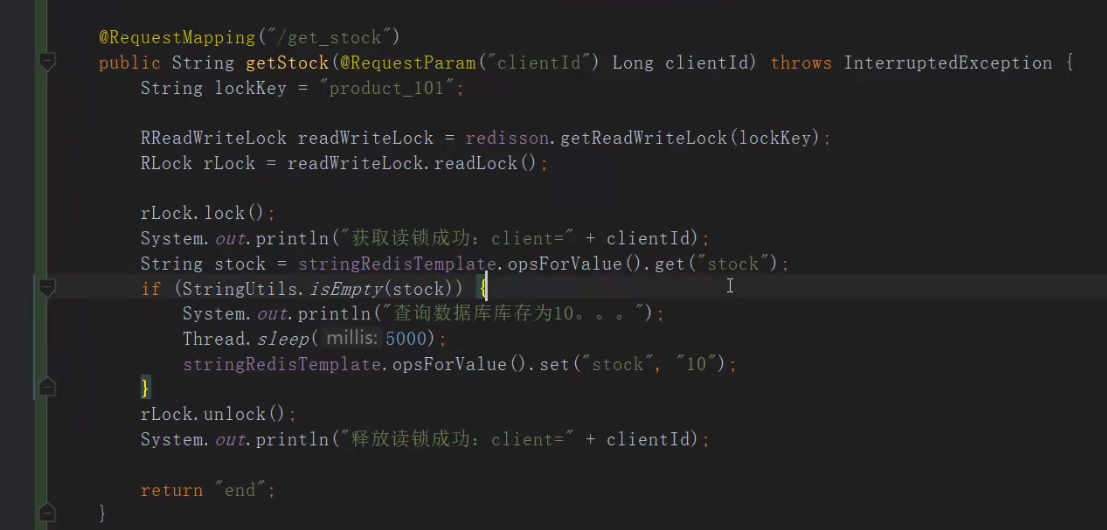 @RequestMapping("/get_stock")
public String getStock(@RequestParam("clientId") Long clientId) throws InterruptedException {
String lockKey = "product_101";
RReadWriteLock readWriteLock = redisson.getReadWriteLock(lockKey);
RLock rLock = readWriteLock.readLock();
rLock.lock();
System.out.println("获取读锁成功：client=" + clientId);
String stock = stringRedisTemplate.opsForValue().get("stock");
if (StringUtils.isEmpty(stock)) {
System.out.println("查询数据库库存为10。。。");
Thread.sleep( millis: 5000);
stringRedisTemplate.opsForValue().set("stock", "10");
}
rLock.unlock();
System.out.println("释放读锁成功：client=" + clientId);
return "end";
}